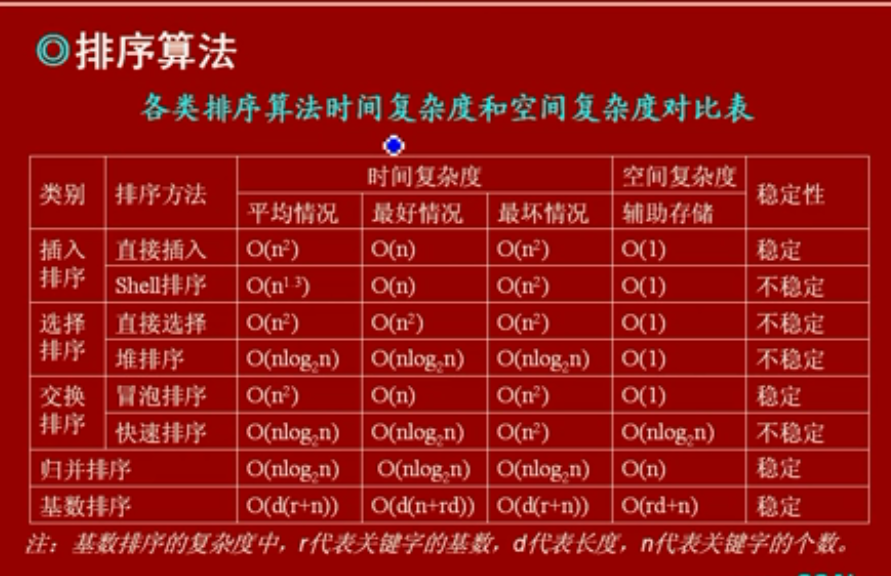 ◎排序算法
各类排序算法时间复杂度和空间复杂度对比表
类别 排序方法 时间复杂度 空间复杂度 稳定性
平均情况 最好情况 最坏情况 辅助存储
插入排序 直接插入 O(n²) O(n) O(n²) O(1) 稳定
Shell排序 O(n¹·³) O(n) O(n²) O(1) 不稳定
选择排序 直接选择 O(n²) O(n²) O(n²) O(1) 不稳定
堆排序 O(nlog₂n) O(nlog₂n) O(nlog₂n) O(1) 不稳定
交换排序 冒泡排序 O(n²) O(n) O(n²) O(1) 稳定
快速排序 O(nlog₂n) O(nlog₂n) O(n²) O(nlog₂n) 不稳定
归并排序 O(nlog₂n) O(nlog₂n) O(nlog₂n) O(n) 稳定
基数排序 O(d(r+n)) O(d(n+rd)) O(d(r+n)) O(rd+n) 稳定
注：基数排序的复杂度中，r代表关键字的基数，d代表长度，n代表关键字的个数。